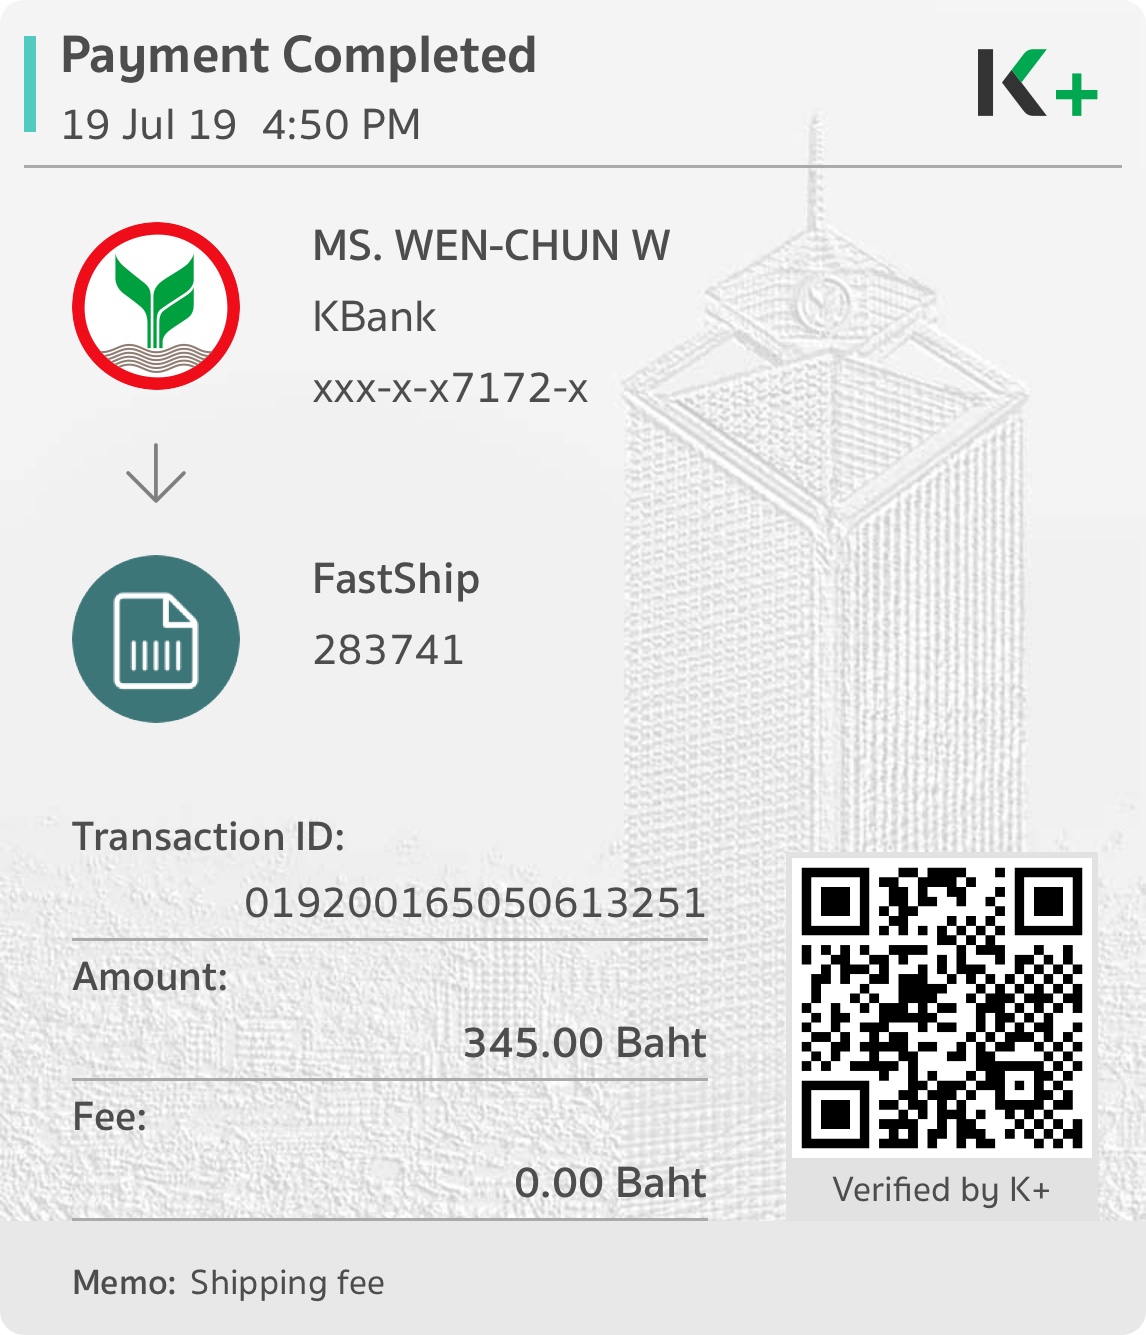 Payment Completed
19 Jul 19 4:50 PM
K+
MS. WEN-CHUN W
KBank
xxx-x-x7172-x
FastShip
283741
Transaction ID:
019200165050613251
Amount:
345.00 Baht
Fee:
0.00 Baht
Verified by K+
Memo: Shipping fee